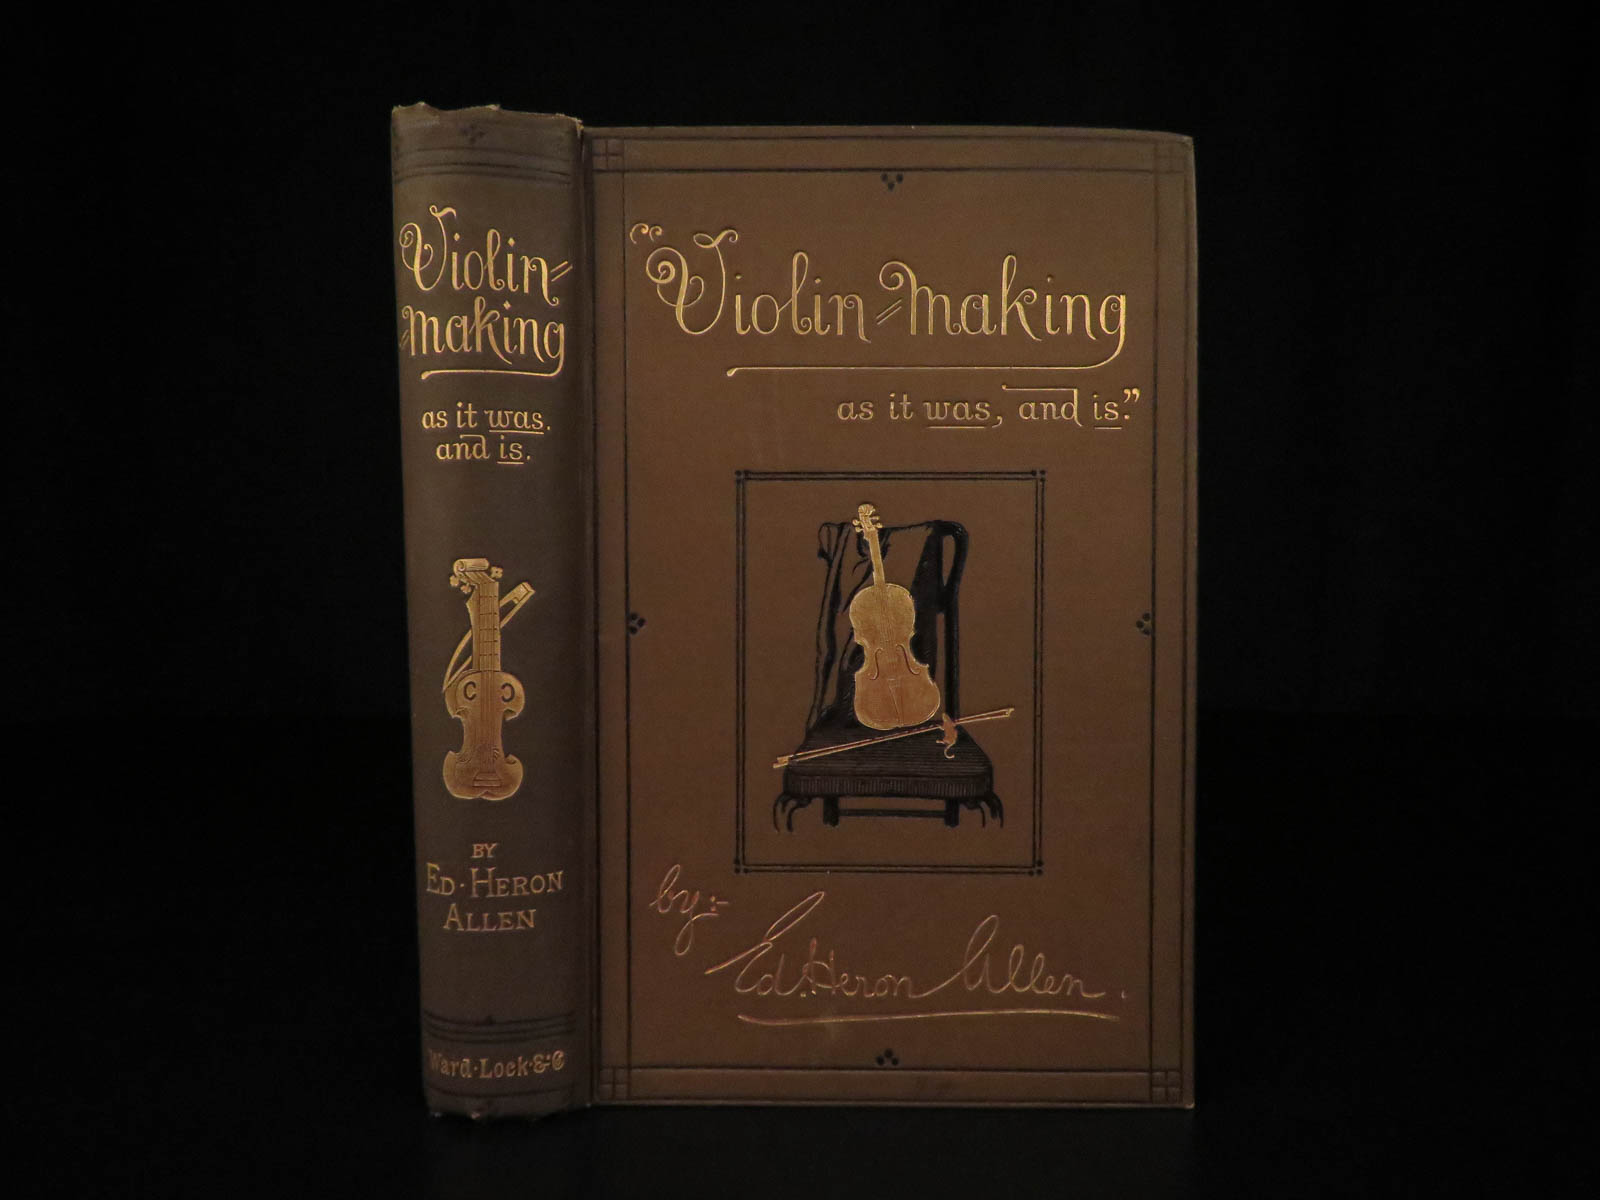 "Violin=
=making
as it was.
and is.
BY
ED. HERON
ALLEN
Ward·Lock·&·Co
"Violin=making
as it was, and is."
by:-
Ed. Heron Allen.